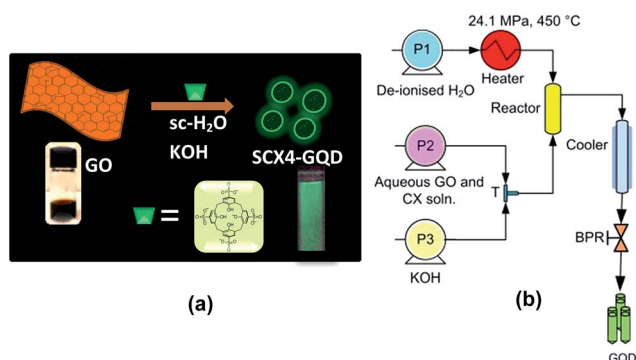 (a)
GO
sc-H₂O
KOH
SCX4-GQD
=
(b)
24.1 MPa, 450 °C
P1
Heater
De-ionised H₂O
Reactor
P2
Cooler
Aqueous GO and
CX soln.
T
P3
BPR
KOH
GQD